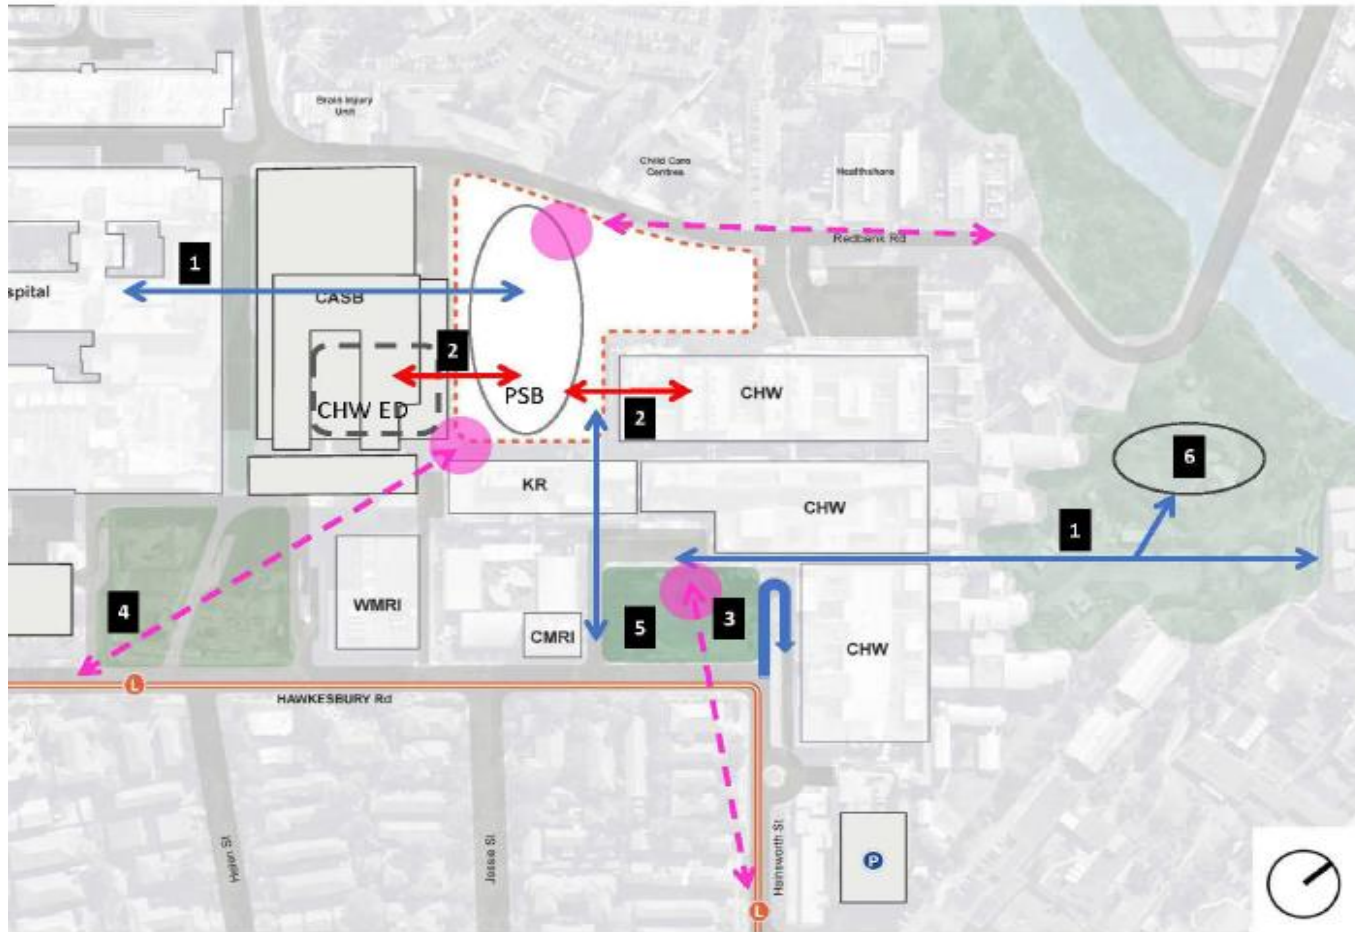 Brain Injury
Unit
Child Care
Centres
Healthshare
Redbank Rd
1
spital
CASB
2
CHW ED
PSB
2
CHW
6
KR
CHW
1
4
WMRI
CMRI
5
3
CHW
L
HAWKESBURY Rd
Helen St
Jesse St
Hainsworth St
P
L